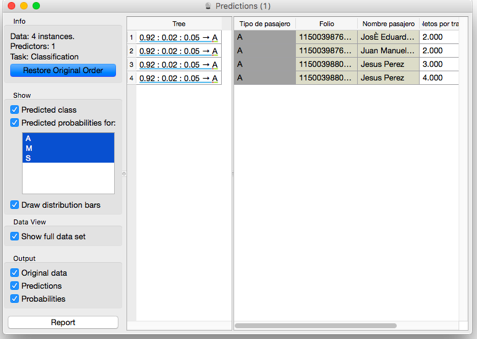 Predictions (1)
Info
Data: 4 instances.
Predictors: 1
Task: Classification
Restore Original Order
Show
Predicted class
Predicted probabilities for:
A
M
S
Draw distribution bars
Data View
Show full data set
Output
Original data
Predictions
Probabilities
Report
Tree
1 0.92 : 0.02 : 0.05 → A
2 0.92 : 0.02 : 0.05 → A
3 0.92 : 0.02 : 0.05 → A
4 0.92 : 0.02 : 0.05 → A
Tipo de pasajero Folio Nombre pasajero letos por tra
A 1150039876... JosÈ Eduard... 2.000
A 1150039876... Juan Manuel... 2.000
A 1150039880... Jesus Perez 3.000
A 1150039880... Jesus Perez 4.000